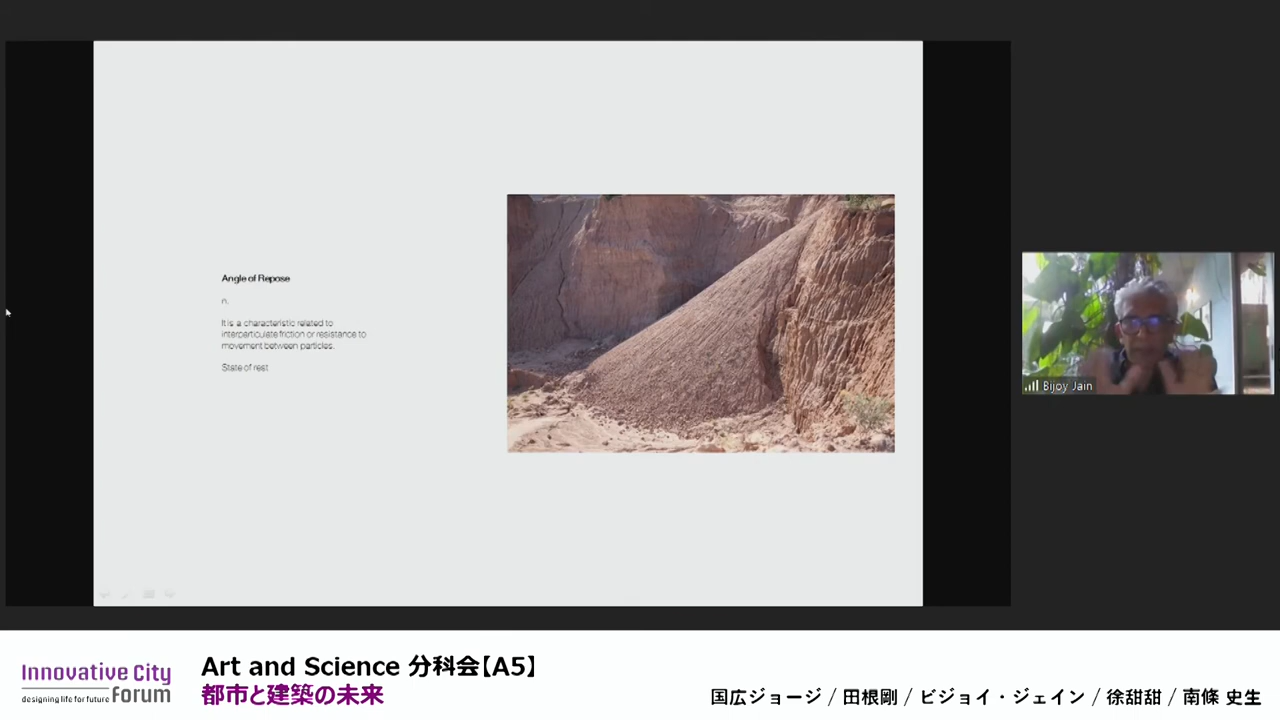 Angle of Repose
n.
It is a characteristic related to
interparticulate friction or resistance to
movement between particles.
State of rest
Bijoy Jain
Innovative City
designing life for future forum
Art and Science 分科会【A5】
都市と建築の未来
国広ジョージ / 田根剛 / ビジョイ・ジェイン / 徐甜甜 / 南條 史生